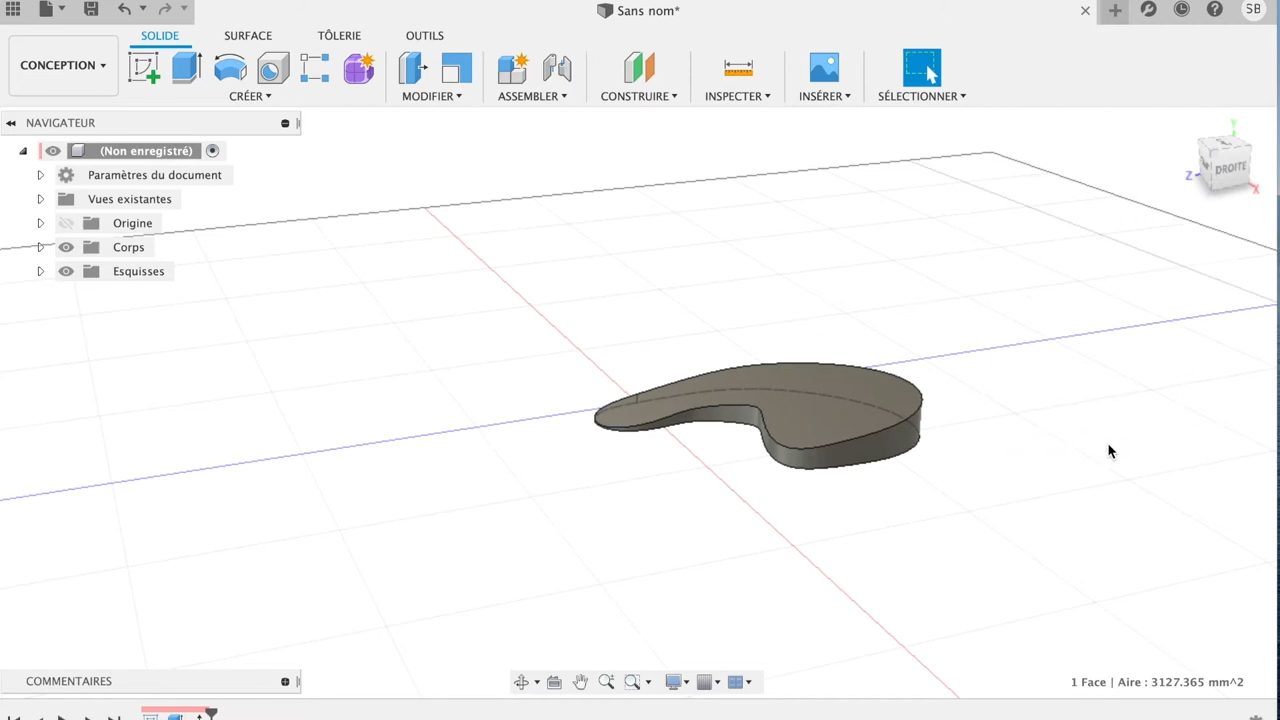 Sans nom*
SB
SOLIDE SURFACE TÔLERIE OUTILS
CONCEPTION
CRÉER MODIFIER ASSEMBLER CONSTRUIRE INSPECTER INSÉRER SÉLECTIONNER
NAVIGATEUR
(Non enregistré)
Paramètres du document
Vues existantes
Origine
Corps
Esquisses
Y
DROITE
Z
X
COMMENTAIRES
1 Face | Aire : 3127.365 mm^2